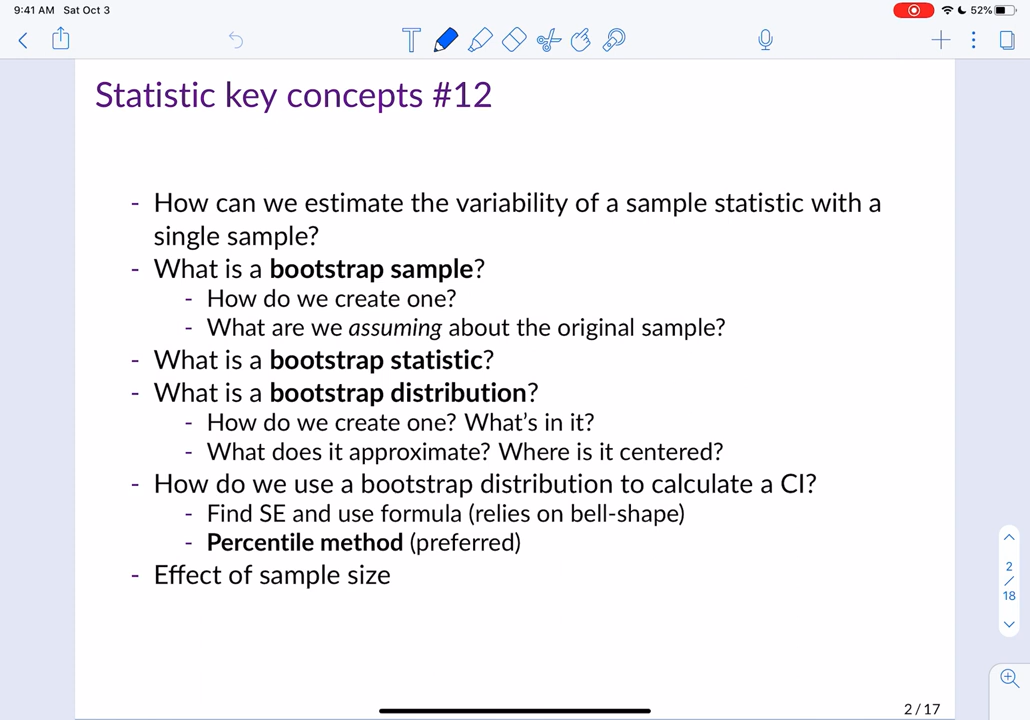 9:41 AM Sat Oct 3
52%
T
Statistic key concepts #12
- How can we estimate the variability of a sample statistic with a
single sample?
- What is a bootstrap sample?
- How do we create one?
- What are we assuming about the original sample?
- What is a bootstrap statistic?
- What is a bootstrap distribution?
- How do we create one? What's in it?
- What does it approximate? Where is it centered?
- How do we use a bootstrap distribution to calculate a CI?
- Find SE and use formula (relies on bell-shape)
- Percentile method (preferred)
- Effect of sample size
2
/
18
2 / 17